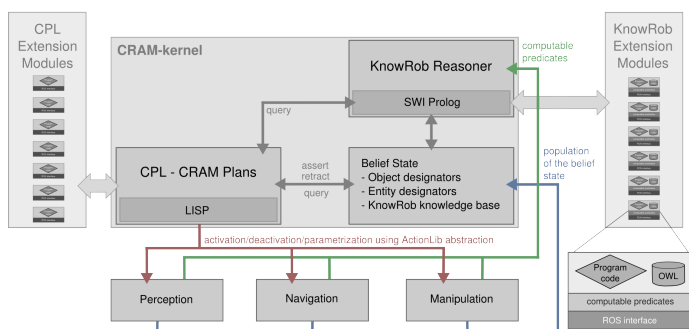 CPL
Extension
Modules
CRAM-kernel
KnowRob Reasoner
SWI Prolog
computable
predicates
KnowRob
Extension
Modules
query
CPL - CRAM Plans
LISP
assert
retract
query
Belief State
- Object designators
- Entity designators
- KnowRob knowledge base
population
of the belief
state
activation/deactivation/parametrization using ActionLib abstraction
Perception
Navigation
Manipulation
Program
code
OWL
computable predicates
ROS interface